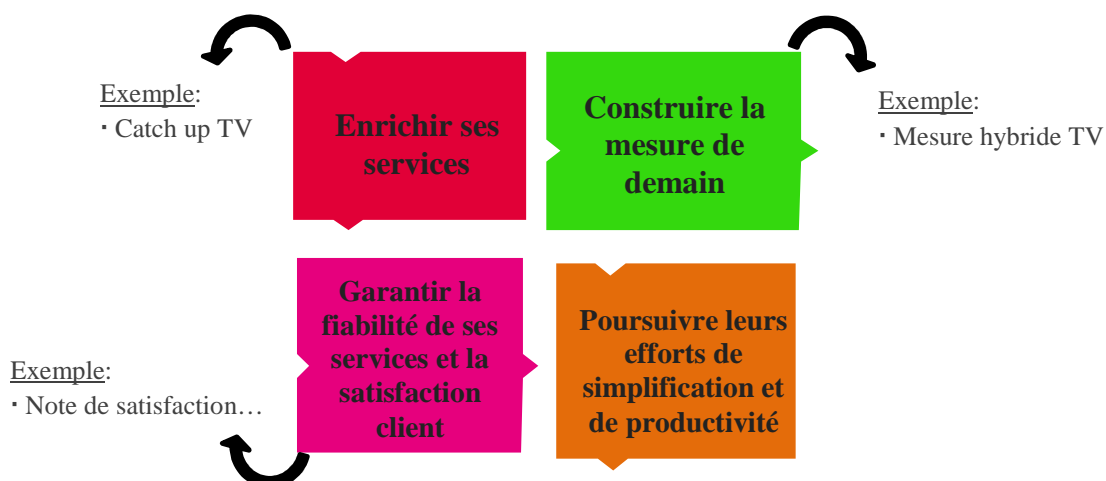 Exemple:
· Catch up TV
Enrichir ses
services
Construire la
mesure de
demain
Exemple:
· Mesure hybride TV
Garantir la
fiabilité de ses
services et la
satisfaction
client
Poursuivre leurs
efforts de
simplification et
de productivité
Exemple:
· Note de satisfaction…